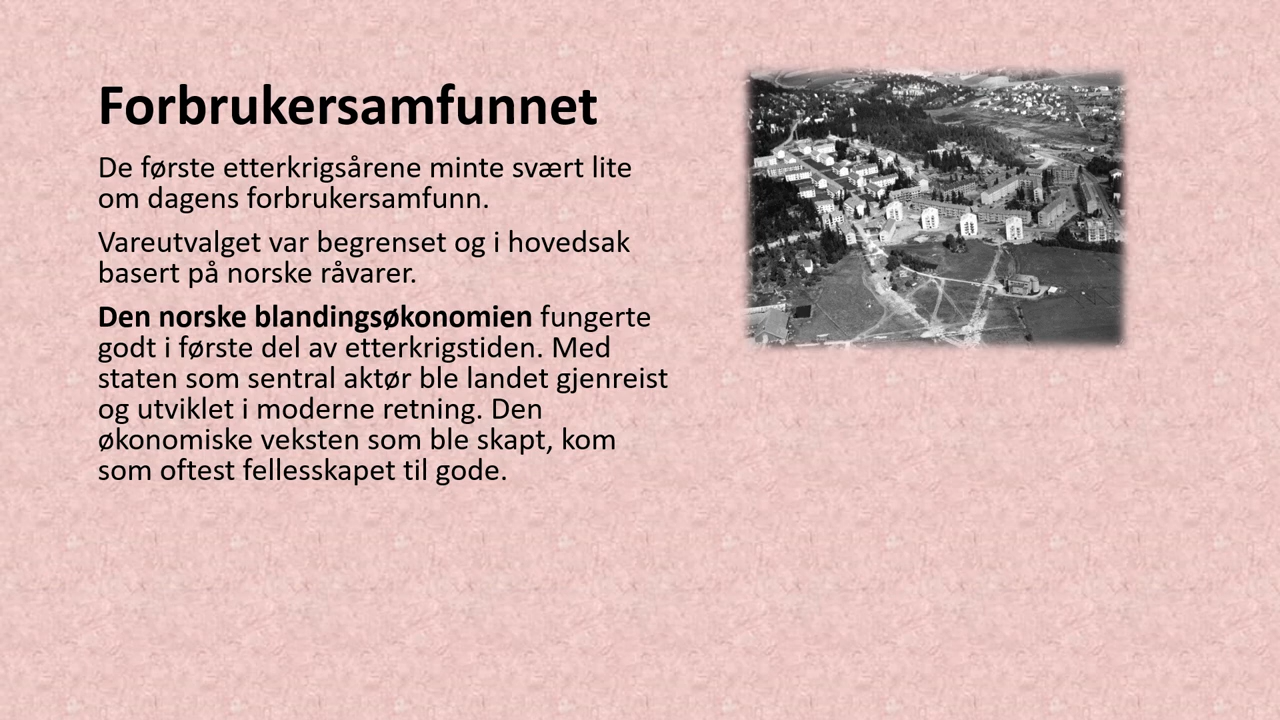 Forbrukersamfunnet
De første etterkrigsårene minte svært lite
om dagens forbrukersamfunn.
Vareutvalget var begrenset og i hovedsak
basert på norske råvarer.
Den norske blandingsøkonomien fungerte
godt i første del av etterkrigstiden. Med
staten som sentral aktør ble landet gjenreist
og utviklet i moderne retning. Den
økonomiske veksten som ble skapt, kom
som oftest fellesskapet til gode.